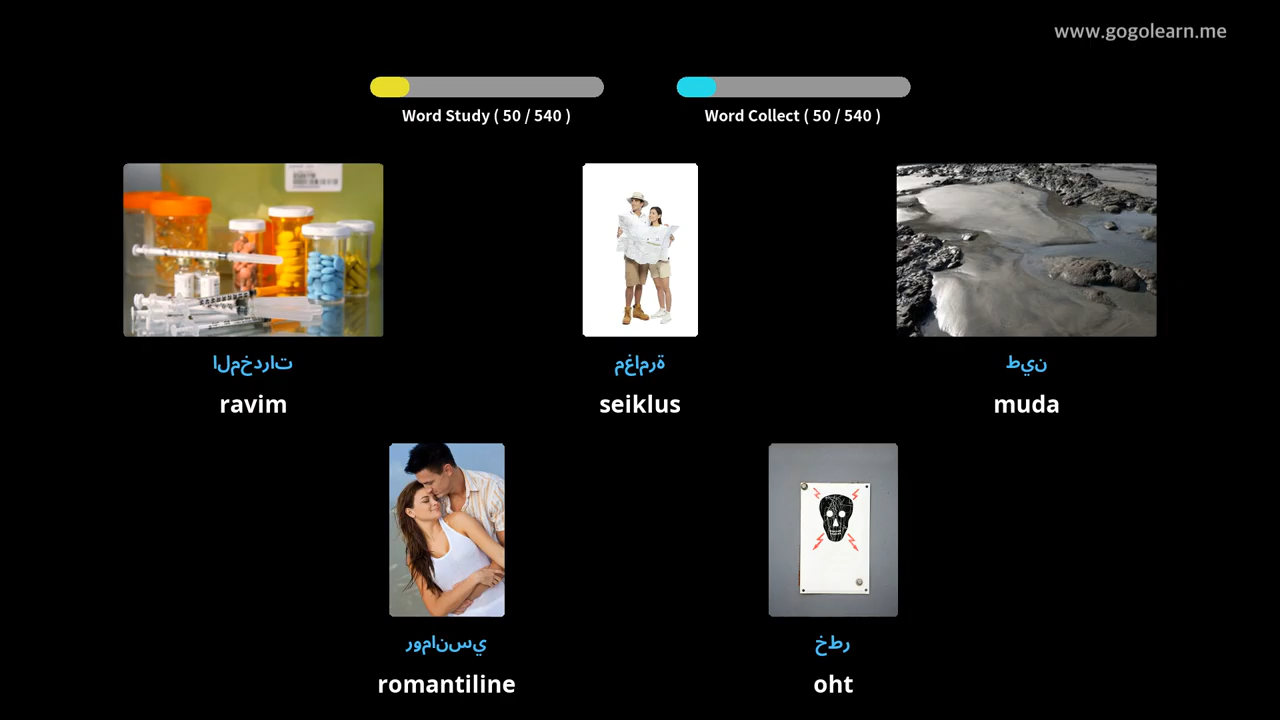 www.gogolearn.me
Word Study ( 50 / 540 )
Word Collect ( 50 / 540 )
المخدرات
ravim
مغامرة
seiklus
طين
muda
رومانسي
romantiline
خطر
oht